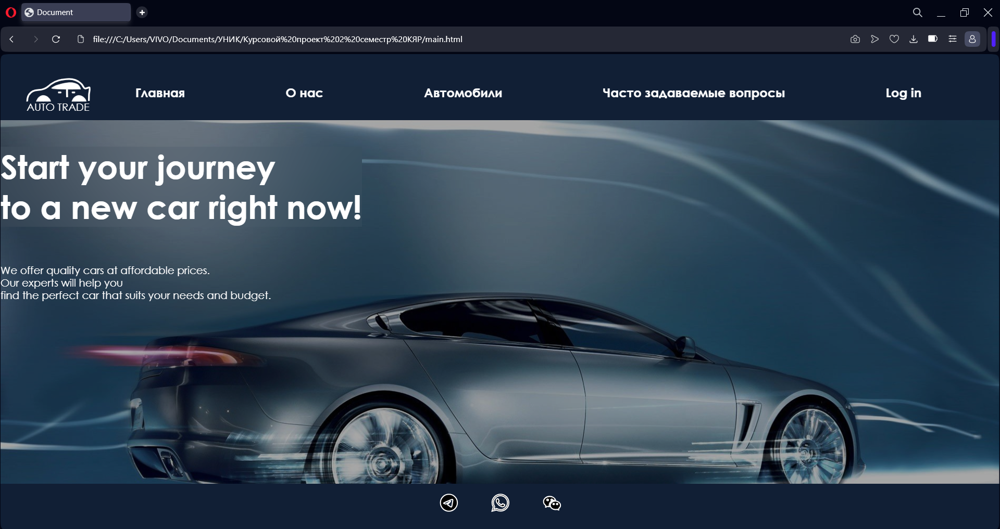 Document
file:///C:/Users/VIVO/Documents/УНИК/Курсовой%20проект%202%20семестр%20КЯР/main.html
AUTO TRADE
Главная
О нас
Автомобили
Часто задаваемые вопросы
Log in
Start your journey
to a new car right now!
We offer quality cars at affordable prices.
Our experts will help you
find the perfect car that suits your needs and budget.